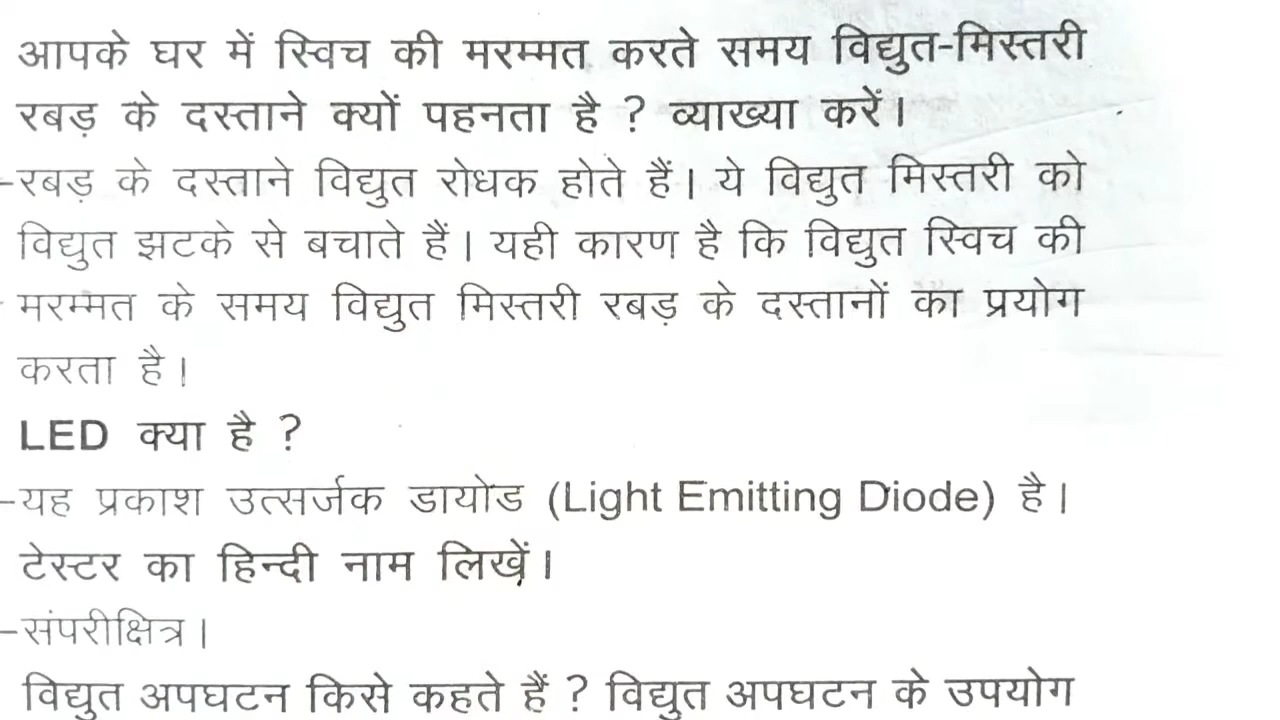 आपके घर में स्विच की मरम्मत करते समय विद्युत-मिस्तरी
रबड़ के दस्ताने क्यों पहनता है ? व्याख्या करें।
–रबड़ के दस्ताने विद्युत रोधक होते हैं। ये विद्युत मिस्तरी को
विद्युत झटके से बचाते हैं। यही कारण है कि विद्युत स्विच की
मरम्मत के समय विद्युत मिस्तरी रबड़ के दस्तानों का प्रयोग
करता है।
LED क्या है ?
–यह प्रकाश उत्सर्जक डायोड (Light Emitting Diode) है।
टेस्टर का हिन्दी नाम लिखें।
–संपरीक्षित्र।
विद्युत अपघटन किसे कहते हैं ? विद्युत अपघटन के उपयोग